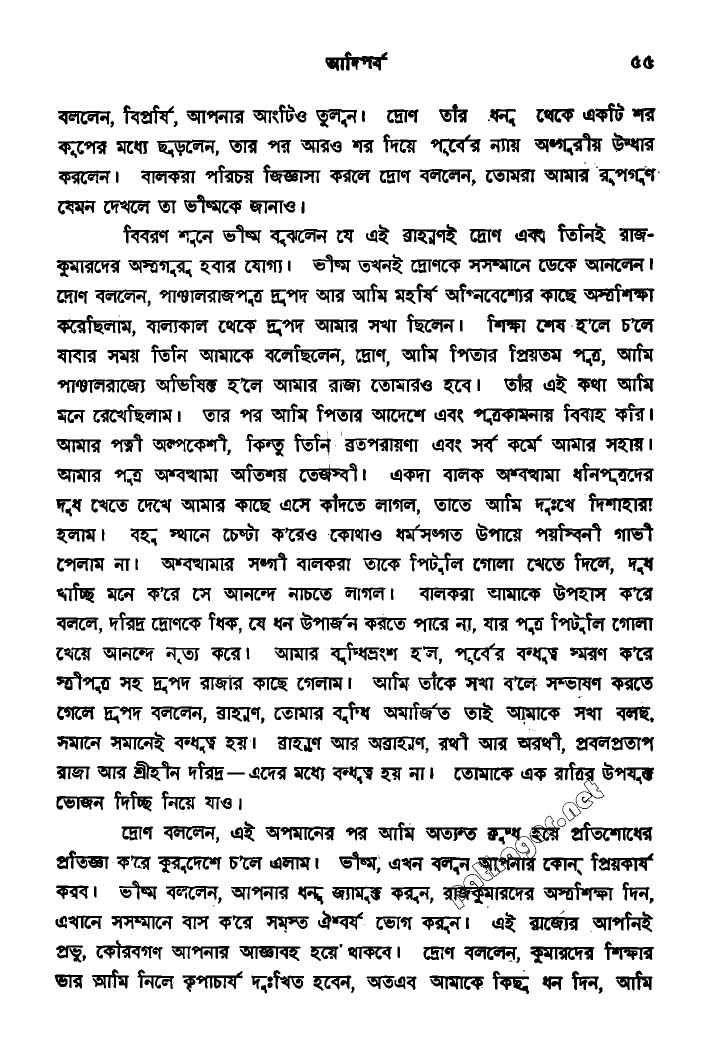 আদিপর্ব ৫৫
বললেন, বিপ্রর্ষি, আপনার আংটিও তুলুন। দ্রোণ তাঁর ধনু থেকে একটি শর
কূপের মধ্যে ছুড়লেন, তার পর আরও শর দিয়ে পূর্বের ন্যায় অঙ্গুরীয় উদ্ধার
করলেন। বালকরা পরিচয় জিজ্ঞাসা করলে দ্রোণ বললেন, তোমরা আমার রূপগুণ
যেমন দেখলে তা ভীষ্মকে জানাও।
বিবরণ শুনে ভীষ্ম বুঝলেন যে এই ব্রাহ্মণই দ্রোণ এবং তিনিই রাজ-
কুমারদের অস্ত্রগুরু হবার যোগ্য। ভীষ্ম তখনই দ্রোণকে সসম্মানে ডেকে আনলেন।
দ্রোণ বললেন, পাঞ্চালরাজপুত্র দ্রুপদ আর আমি মহর্ষি অগ্নিবেশ্যের কাছে অস্ত্রশিক্ষা
করেছিলাম, বাল্যকাল থেকে দ্রুপদ আমার সখা ছিলেন। শিক্ষা শেষ হ'লে চ'লে
যাবার সময় তিনি আমাকে বলেছিলেন, দ্রোণ, আমি পিতার প্রিয়তম পুত্র, আমি
পাঞ্চালরাজ্যে অভিষিক্ত হ'লে আমার রাজ্য তোমারও হবে। তাঁর এই কথা আমি
মনে রেখেছিলাম। তার পর আমি পিতার আদেশে এবং পুত্রকামনায় বিবাহ করি।
আমার পত্নী অল্পকেশী, কিন্তু তিনি ব্রতপরায়ণা এবং সর্ব কর্মে আমার সহায়।
আমার পুত্র অশ্বত্থামা অতিশয় তেজস্বী। একদা বালক অশ্বত্থামা ধনিপুত্রদের
দুধ খেতে দেখে আমার কাছে এসে কাঁদতে লাগল, তাতে আমি দুঃখে দিশাহারা
হলাম। বহু স্থানে চেষ্টা ক'রেও কোথাও ধর্মসংগত উপায়ে পয়স্বিনী গাভী
পেলাম না। অশ্বত্থামার সঙ্গী বালকরা তাকে পিটুলি গোলা খেতে দিলে, দুধ
খাচ্ছি মনে ক'রে সে আনন্দে নাচতে লাগল। বালকরা আমাকে উপহাস ক'রে
বললে, দরিদ্র দ্রোণকে ধিক, যে ধন উপার্জন করতে পারে না, যার পুত্র পিটুলি গোলা
খেয়ে আনন্দে নৃত্য করে। আমার বুদ্ধিভ্রংশ হ'ল, পূর্বের বন্ধুত্ব স্মরণ ক'রে
স্ত্রীপুত্র সহ দ্রুপদ রাজার কাছে গেলাম। আমি তাঁকে সখা ব'লে সম্ভাষণ করতে
গেলে দ্রুপদ বললেন, ব্রাহ্মণ, তোমার বুদ্ধি অমার্জিত তাই আমাকে সখা বলছ,
সমানে সমানেই বন্ধুত্ব হয়। ব্রাহ্মণ আর অব্রাহ্মণ, রথী আর অরথী, প্রবলপ্রতাপ
রাজা আর শ্রীহীন দরিদ্র—এদের মধ্যে বন্ধুত্ব হয় না। তোমাকে এক রাত্রির উপযুক্ত
ভোজন দিচ্ছি নিয়ে যাও।
দ্রোণ বললেন, এই অপমানের পর আমি অত্যন্ত ক্রুদ্ধ হয়ে প্রতিশোধের
প্রতিজ্ঞা ক'রে কুরুদেশে চ'লে এলাম। ভীষ্ম, এখন বলুন আপনার কোন্ প্রিয়কার্য
করব। ভীষ্ম বললেন, আপনার ধনু জ্যামুক্ত করুন, রাজকুমারদের অস্ত্রশিক্ষা দিন,
এখানে সসম্মানে বাস ক'রে সমস্ত ঐশ্বর্য ভোগ করুন। এই রাজ্যের আপনিই
প্রভু, কৌরবগণ আপনার আজ্ঞাবহ হয়ে থাকবে। দ্রোণ বললেন, কুমারদের শিক্ষার
ভার আমি নিলে কৃপাচার্য দুঃখিত হবেন, অতএব আমাকে কিছু ধন দিন, আমি